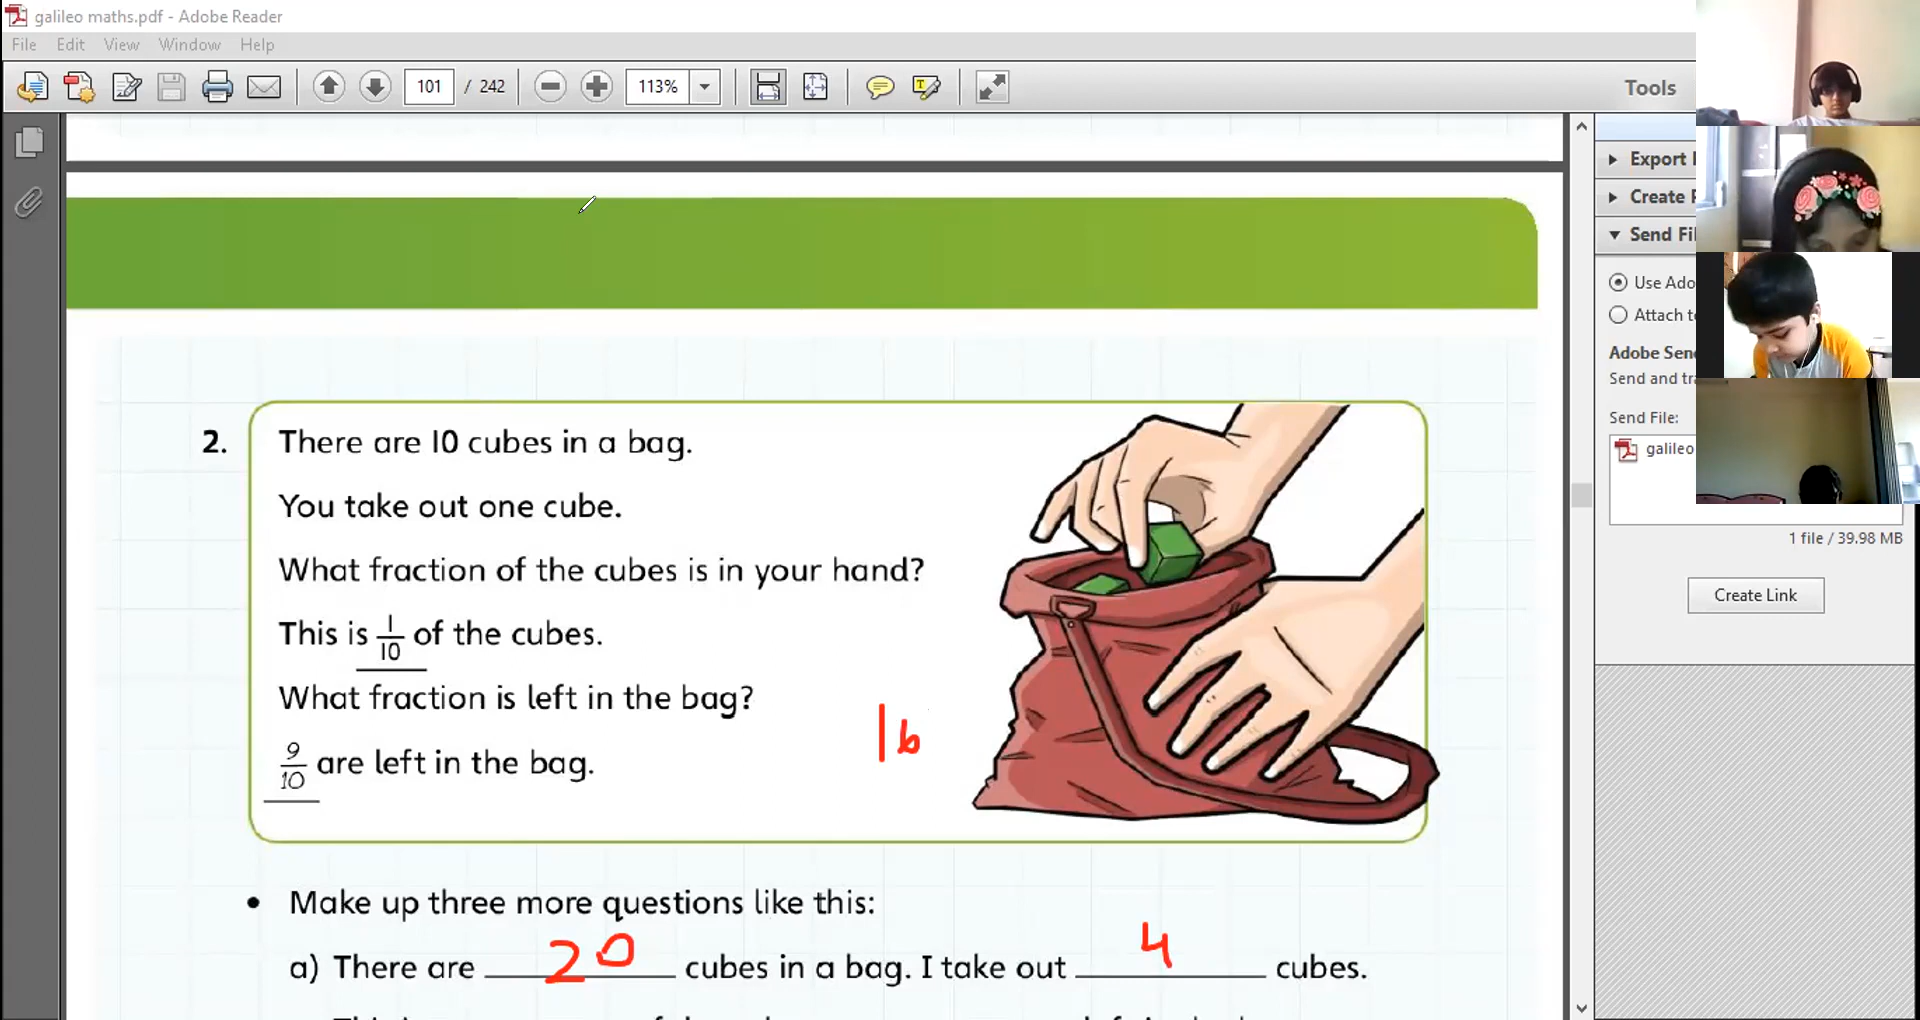 galileo maths.pdf - Adobe Reader
File Edit View Window Help
101 / 242 113% Tools
Export
Create
Send Fil
Use Ado
Attach to
Adobe Sen
Send and tra
Send File:
galileo
1 file / 39.98 MB
Create Link
2. There are 10 cubes in a bag.
You take out one cube.
What fraction of the cubes is in your hand?
This is 1/10 of the cubes.
What fraction is left in the bag?
9/10 are left in the bag.
16
• Make up three more questions like this:
a) There are 20 cubes in a bag. I take out 4 cubes.